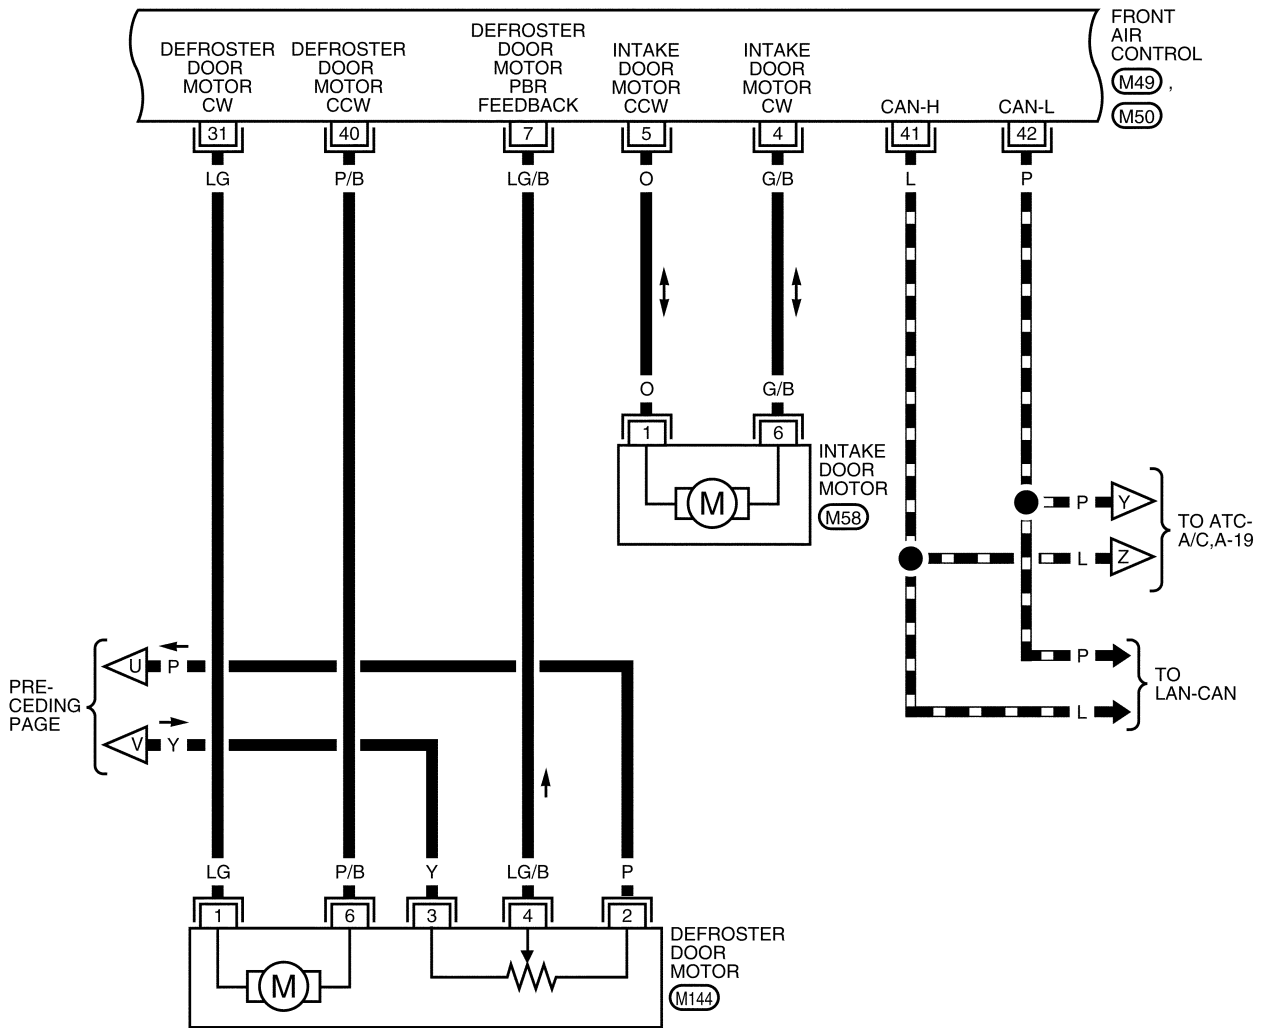 FRONT
AIR
CONTROL
M49 ,
M50
DEFROSTER
DOOR
MOTOR
CW
DEFROSTER
DOOR
MOTOR
CCW
DEFROSTER
DOOR
MOTOR
PBR
FEEDBACK
INTAKE
DOOR
MOTOR
CCW
INTAKE
DOOR
MOTOR
CW
CAN-H
CAN-L
31
40
7
5
4
41
42
LG
P/B
LG/B
O
G/B
L
P
O
G/B
1
6
M
INTAKE
DOOR
MOTOR
M58
P
Y
L
Z
TO ATC-
A/C,A-19
P
L
TO
LAN-CAN
PRE-
CEDING
PAGE
U
P
V
Y
LG
P/B
Y
LG/B
P
1
6
3
4
2
M
DEFROSTER
DOOR
MOTOR
M144